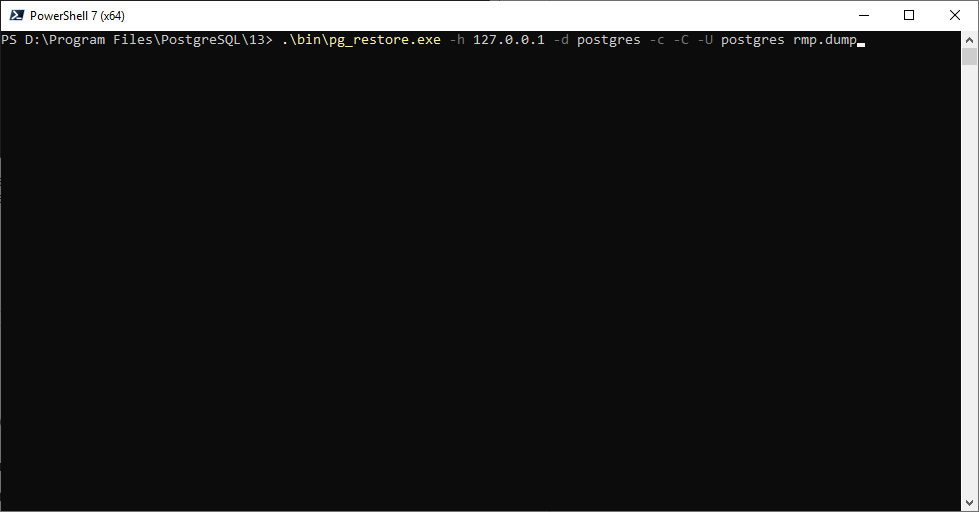 PowerShell 7 (x64)
PS D:\Program Files\PostgreSQL\13> .\bin\pg_restore.exe -h 127.0.0.1 -d postgres -c -C -U postgres rmp.dump